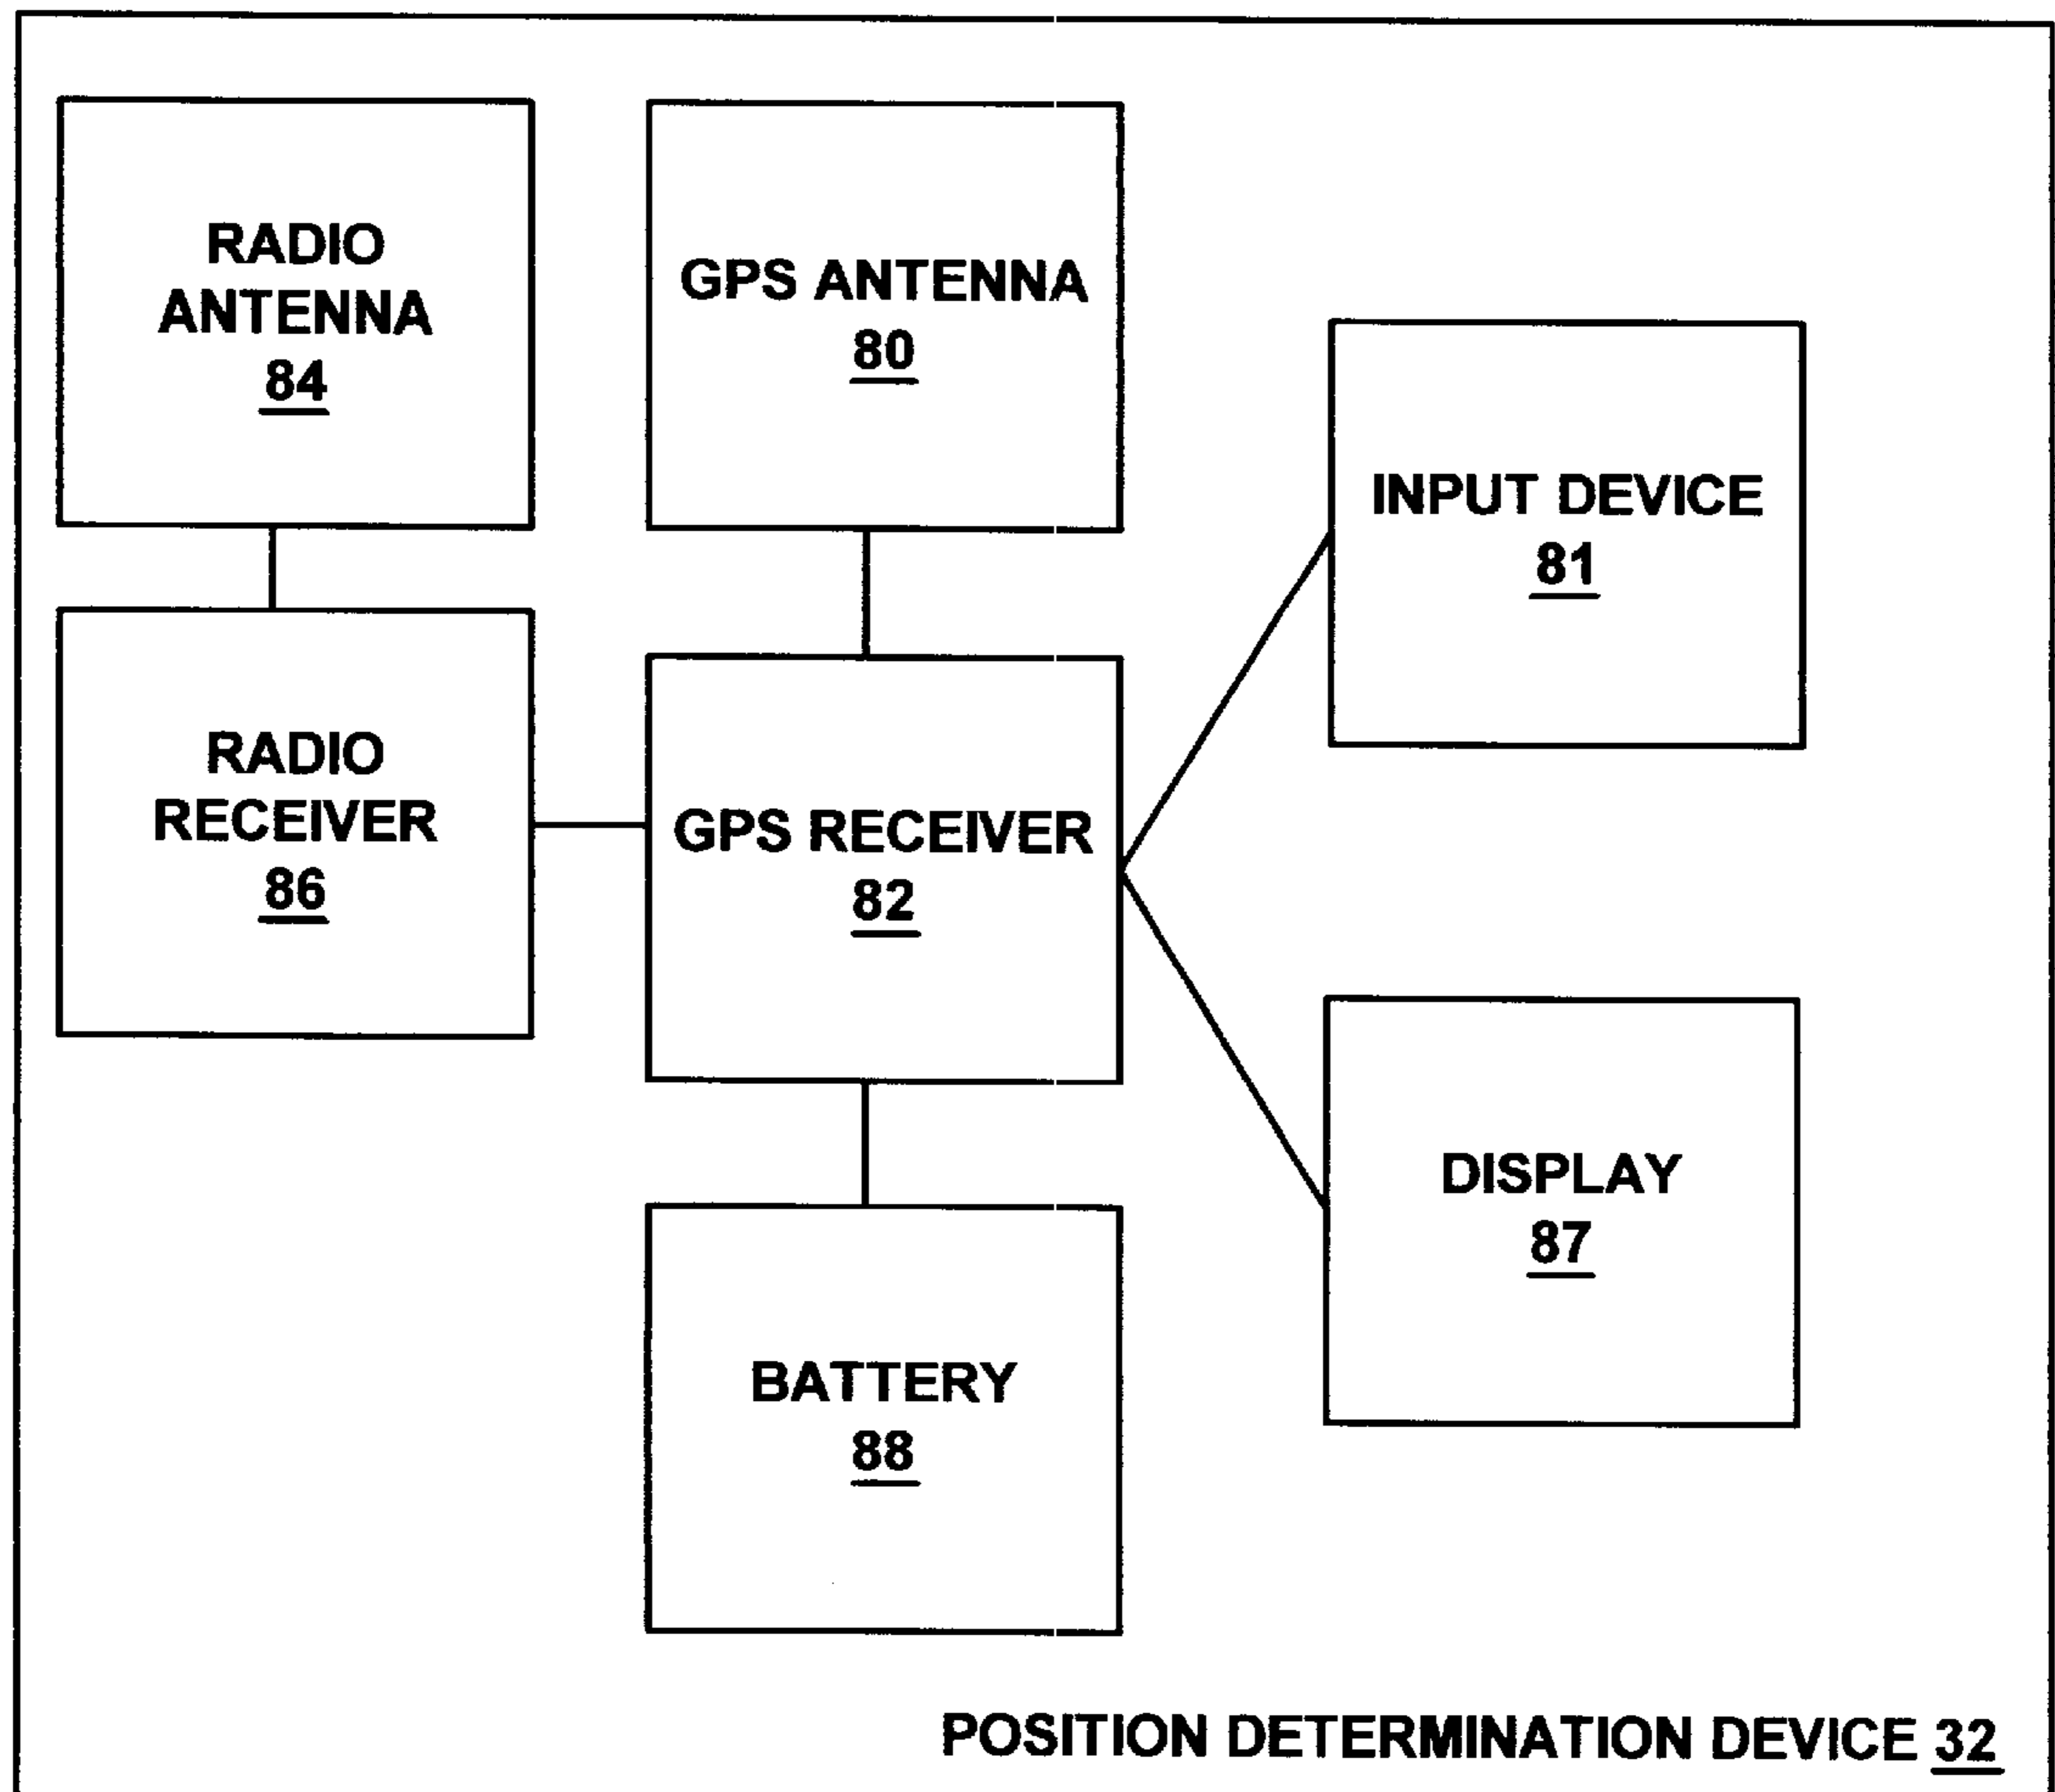 RADIO
ANTENNA
84
GPS ANTENNA
80
INPUT DEVICE
81
RADIO
RECEIVER
86
GPS RECEIVER
82
DISPLAY
87
BATTERY
88
POSITION DETERMINATION DEVICE 32